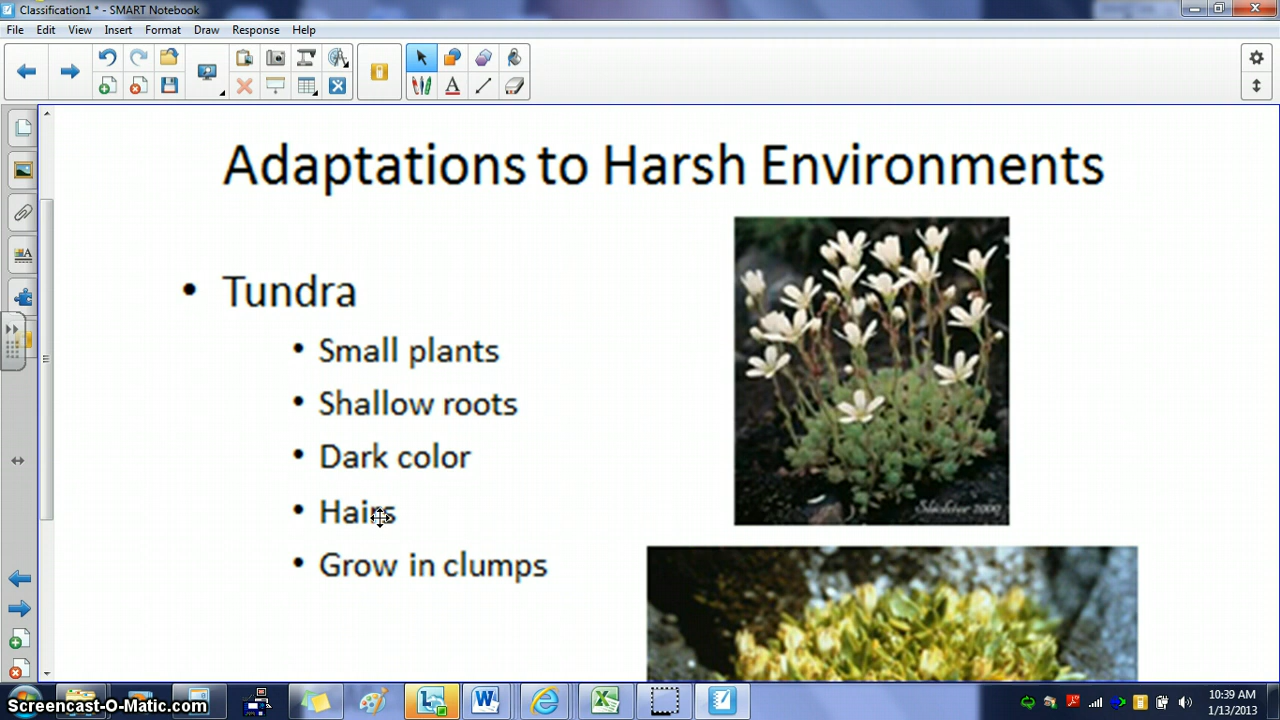 Classification1 * - SMART Notebook
File Edit View Insert Format Draw Response Help
Adaptations to Harsh Environments
• Tundra
• Small plants
• Shallow roots
• Dark color
• Hairs
• Grow in clumps
Screencast-O-Matic.com
10:39 AM
1/13/2013